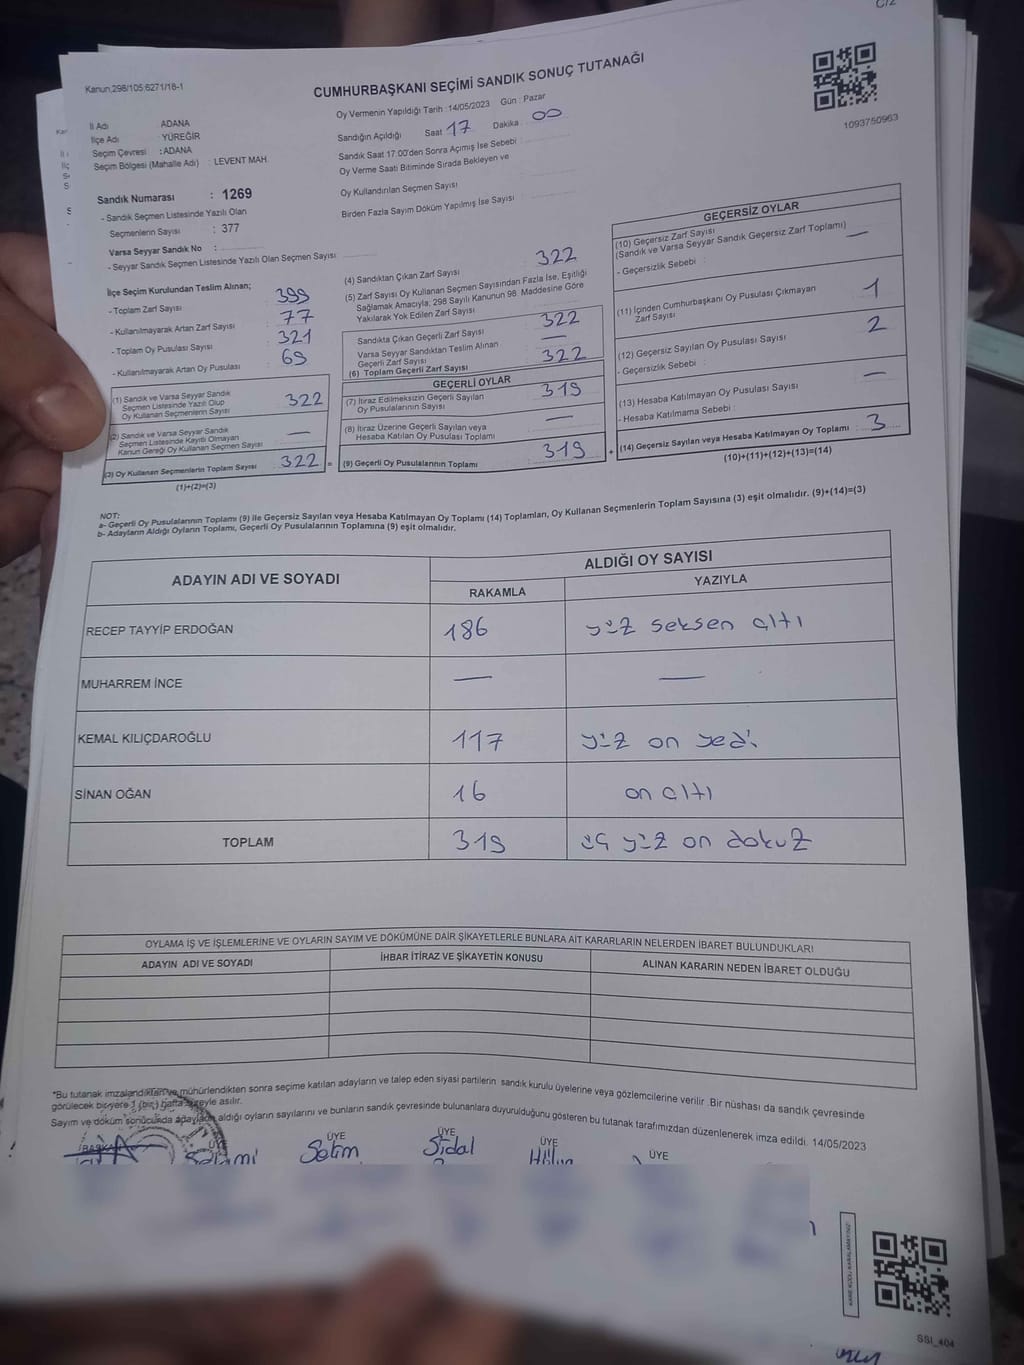 C/2
Kanun,298/105;6271/18-1
CUMHURBAŞKANI SEÇİMİ SANDIK SONUÇ TUTANAĞI
1093750963
İl Adı ADANA
İlçe Adı : YÜREĞİR
Seçim Çevresi : ADANA
Seçim Bölgesi (Mahalle Adı) : LEVENT MAH.
Oy Vermenin Yapıldığı Tarih : 14/05/2023 Gün : Pazar
Sandığın Açıldığı Saat 17 Dakika 00
Sandık Saat 17:00'den Sonra Açımış İse Sebebi :
Oy Verme Saati Bitiminde Sırada Bekleyen ve
Oy Kullandırılan Seçmen Sayısı
Birden Fazla Sayım Döküm Yapılmış İse Sayısı
Sandık Numarası : 1269
- Sandık Seçmen Listesinde Yazılı Olan
Seçmenlerin Sayısı : 377
Varsa Seyyar Sandık No :
- Seyyar Sandık Seçmen Listesinde Yazılı Olan Seçmen Sayısı
İlçe Seçim Kurulundan Teslim Alınan;
- Toplam Zarf Sayısı 399
- Kullanılmayarak Artan Zarf Sayısı 77
- Toplam Oy Pusulası Sayısı 321
- Kullanılmayarak Artan Oy Pusulası 69
(1) Sandık ve Varsa Seyyar Sandık
Seçmen Listesinde Yazılı Olup
Oy Kullanan Seçmenlerin Sayısı 322
(2) Sandık ve Varsa Seyyar Sandık
Seçmen Listesinde Kayıtlı Olmayan
Kanun Gereği Oy Kullanan Seçmen Sayısı —
(3) Oy Kullanan Seçmenlerin Toplam Sayısı 322 =
(1)+(2)=(3)
(4) Sandıktan Çıkan Zarf Sayısı 322
(5) Zarf Sayısı Oy Kullanan Seçmen Sayısından Fazla İse, Eşitliği
Sağlamak Amacıyla; 298 Sayılı Kanunun 98. Maddesine Göre
Yakılarak Yok Edilen Zarf Sayısı
Sandıkta Çıkan Geçerli Zarf Sayısı 322
Varsa Seyyar Sandıktan Teslim Alınan
Geçerli Zarf Sayısı —
(6) Toplam Geçerli Zarf Sayısı 322
GEÇERLİ OYLAR
(7) İtiraz Edilmeksizin Geçerli Sayılan
Oy Pusulalarının Sayısı 319
(8) İtiraz Üzerine Geçerli Sayılan veya
Hesaba Katılan Oy Pusulası Toplamı —
(9) Geçerli Oy Pusulalarının Toplamı 319 +
GEÇERSİZ OYLAR
(10) Geçersiz Zarf Sayısı
(Sandık ve Varsa Seyyar Sandık Geçersiz Zarf Toplamı) —
- Geçersizlik Sebebi :
(11) İçinden Cumhurbaşkanı Oy Pusulası Çıkmayan
Zarf Sayısı 1
(12) Geçersiz Sayılan Oy Pusulası Sayısı 2
- Geçersizlik Sebebi :
(13) Hesaba Katılmayan Oy Pusulası Sayısı —
- Hesaba Katılmama Sebebi :
(14) Geçersiz Sayılan veya Hesaba Katılmayan Oy Toplamı 3
(10)+(11)+(12)+(13)=(14)
NOT:
a- Geçerli Oy Pusulalarının Toplamı (9) ile Geçersiz Sayılan veya Hesaba Katılmayan Oy Toplamı (14) Toplamları, Oy Kullanan Seçmenlerin Toplam Sayısına (3) eşit olmalıdır. (9)+(14)=(3)
b- Adayların Aldığı Oyların Toplamı, Geçerli Oy Pusulalarının Toplamına (9) eşit olmalıdır.
ADAYIN ADI VE SOYADI ALDIĞI OY SAYISI
RAKAMLA YAZIYLA
RECEP TAYYİP ERDOĞAN 186 yüz seksen altı
MUHARREM İNCE — —
KEMAL KILIÇDAROĞLU 117 yüz on yedi
SİNAN OĞAN 16 on altı
TOPLAM 319 üç yüz on dokuz
OYLAMA İŞ VE İŞLEMLERİNE VE OYLARIN SAYIM VE DÖKÜMÜNE DAİR ŞİKAYETLERLE BUNLARA AİT KARARLARIN NELERDEN İBARET BULUNDUKLARI
ADAYIN ADI VE SOYADI İHBAR İTİRAZ VE ŞİKAYETİN KONUSU ALINAN KARARIN NEDEN İBARET OLDUĞU
*Bu tutanak imzalandıktan ve mühürlendikten sonra seçime katılan adayların ve talep eden siyasi partilerin sandık kurulu üyelerine veya gözlemcilerine verilir .Bir nüshası da sandık çevresinde
görülecek bir yere 1 (bir) hafta süreyle asılır.
Sayım ve döküm sonucunda adayların aldığı oyların sayılarını ve bunların sandık çevresinde bulunanlara duyurulduğunu gösteren bu tutanak tarafımızdan düzenlenerek imza edildi. 14/05/2023
BAŞKAN ÜYE ÜYE ÜYE ÜYE
Selami Selim Sidal Hülya
SSI_404